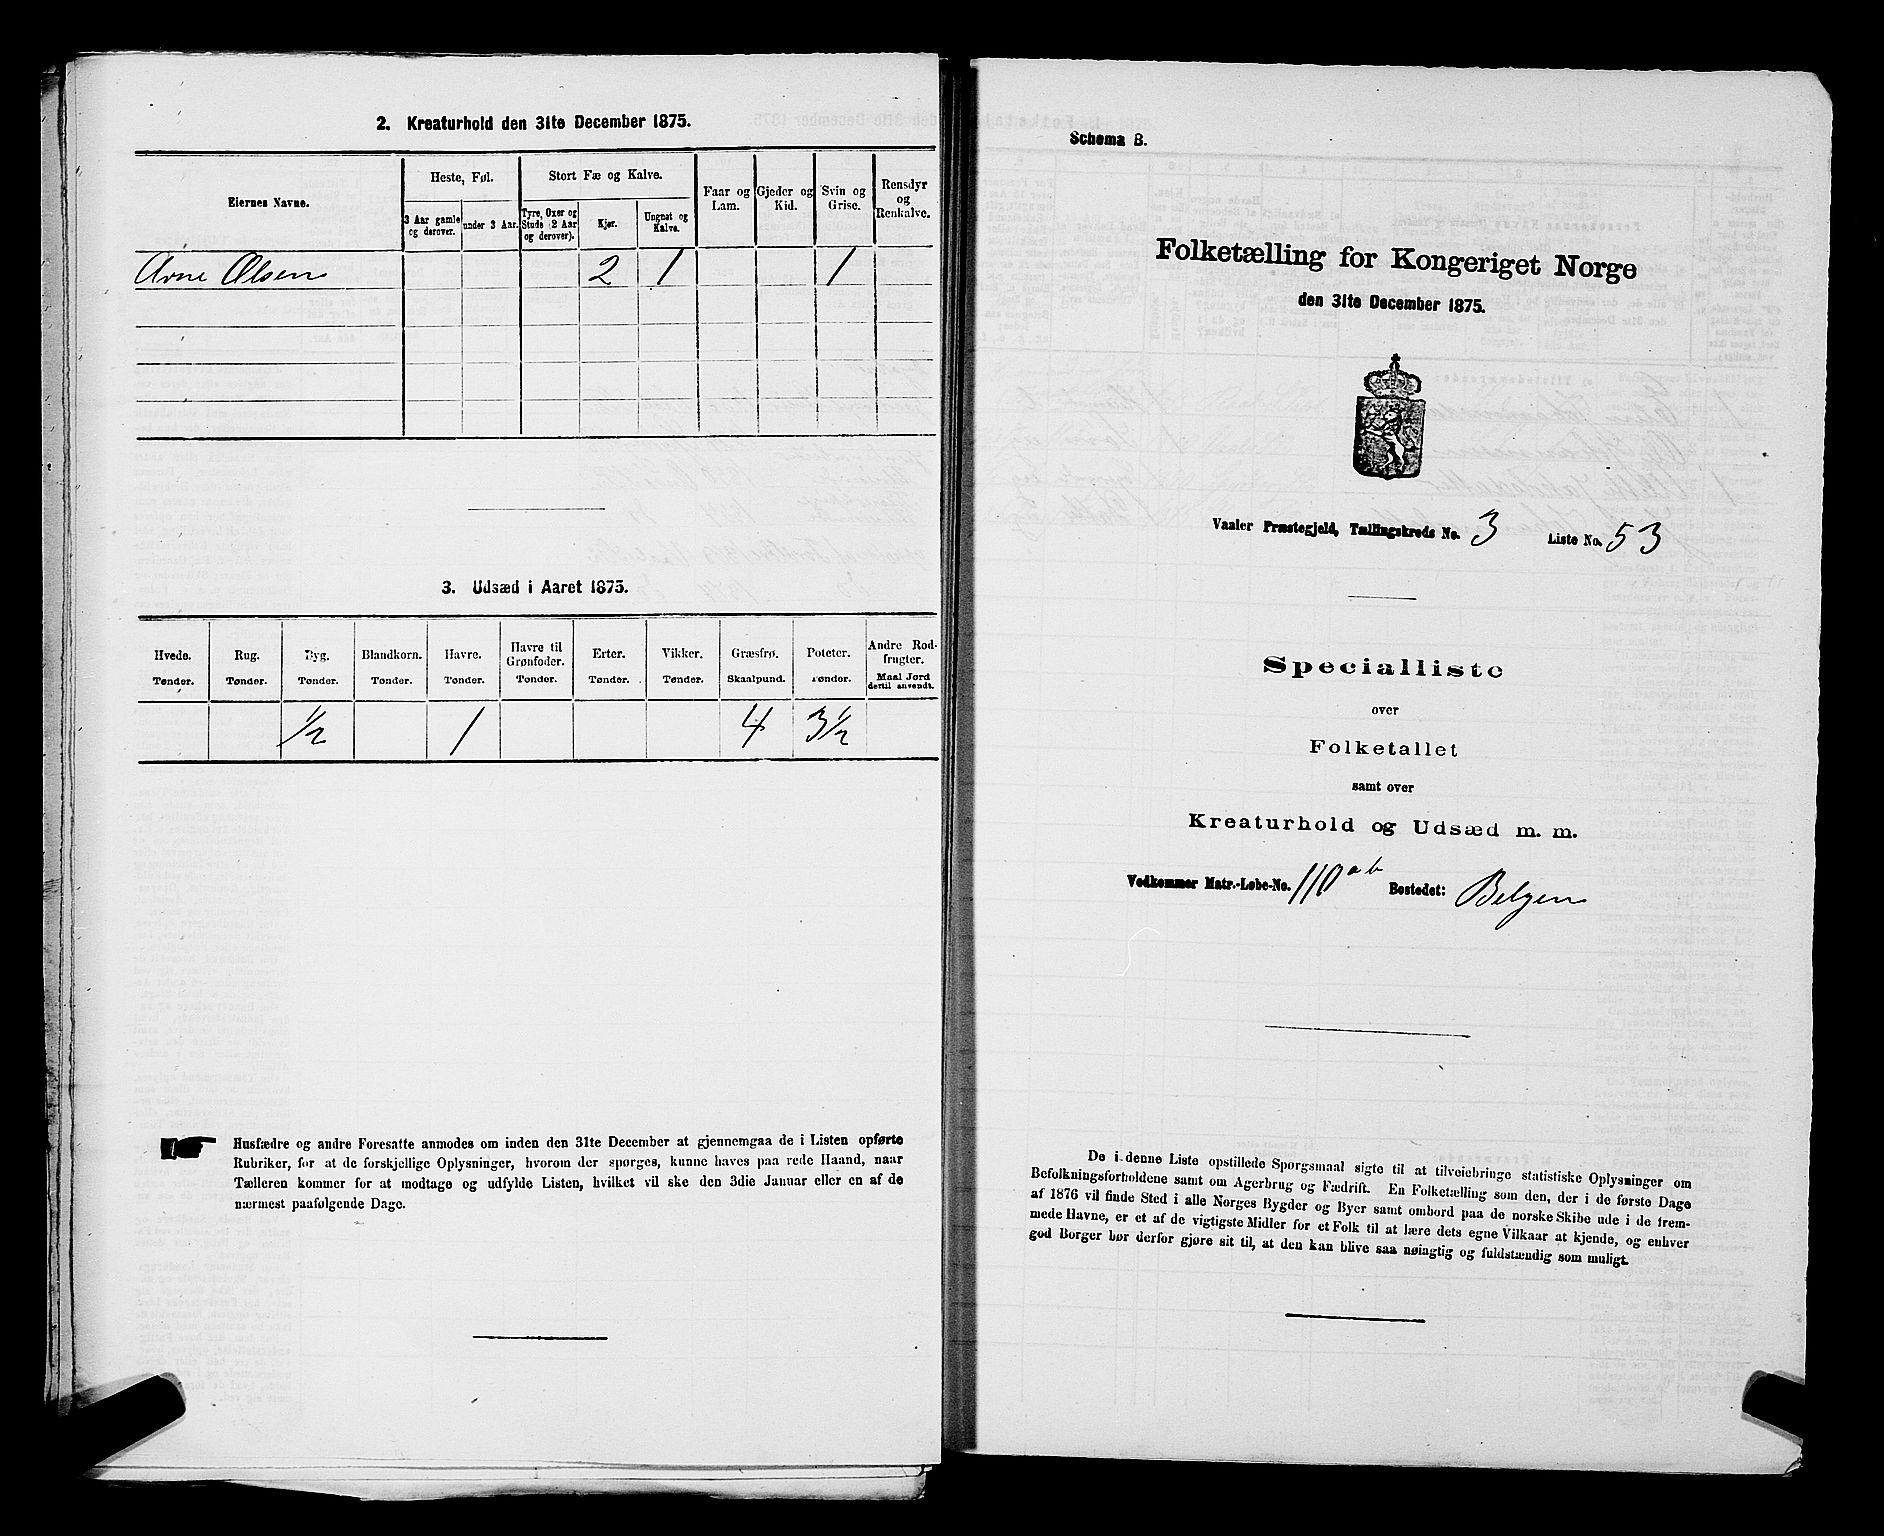 2. Kreaturhold den 31te December 1875.
Eiernes Navne.
Heste, Føl.
Stort Fæ og Kalve.
Faar og Lam.
Gjeder og Kid.
Svin og Grise.
Rensdyr og Renkalve.
3 Aar gamle og derover.
under 3 Aar.
Tyre, Oxer og Stude (2 Aar og derover).
Kjør.
Ungnøt og Kalve.
Arne Olsen 2 1 1
3. Udsæd i Aaret 1875.
Hvede. Rug. Byg. Blandkorn. Havre. Havre til Grønfoder. Erter. Vikker. Græsfrø. Poteter. Andre Rodfrugter.
Tønder. Tønder. Tønder. Tønder. Tønder. Tønder. Tønder. Tønder. Skaalpund. Tønder. Maal Jord dertil anvendt.
1/2 1 4 3 1/2
Husfædre og andre Foresatte anmodes om inden den 31te December at gjennemgaa de i Listen opførte
Rubriker, for at de forskjellige Oplysninger, hvorom der spørges, kunne haves paa rede Haand, naar
Tælleren kommer for at modtage og udfylde Listen, hvilket vil ske den 3die Januar eller en af de
nærmest paafølgende Dage.
Schema B.
Folketælling for Kongeriget Norge
den 31te December 1875.
Vaaler Præstegjeld, Tællingskreds No. 3 Liste No. 53
Specialliste
over
Folketallet
samt over
Kreaturhold og Udsæd m. m.
Vedkommer Matr.-Løbe-No. 110ab Bostedet: Belgen
De i denne Liste opstillede Spørgsmaal sigte til at tilveiebringe statistiske Oplysninger om
Befolkningsforholdene samt om Agerbrug og Fædrift. En Folketælling som den, der i de første Dage
af 1876 vil finde Sted i alle Norges Bygder og Byer samt ombord paa de norske Skibe ude i de frem-
mede Havne, er et af de vigtigste Midler for et Folk til at lære dets egne Vilkaar at kjende, og enhver
god Borger bør derfor gjøre sit til, at den kan blive saa nøiagtig og fuldstændig som muligt.